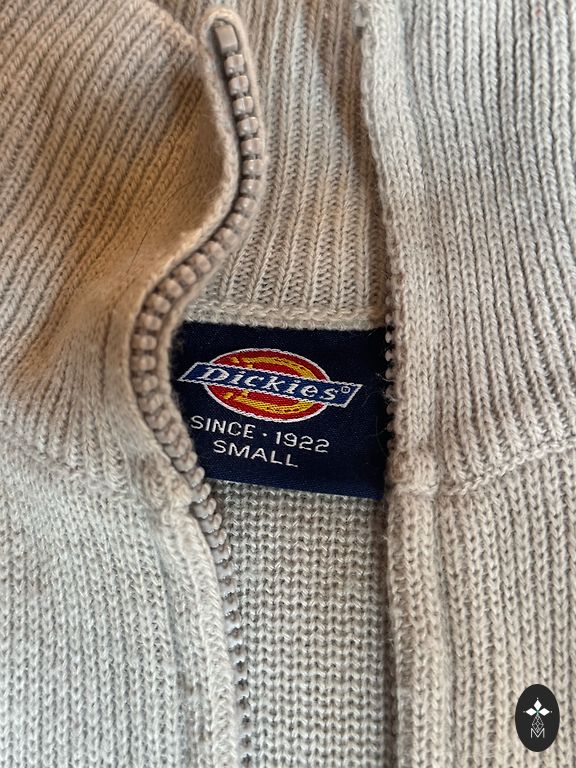 Dickies®
SINCE · 1922
SMALL
M